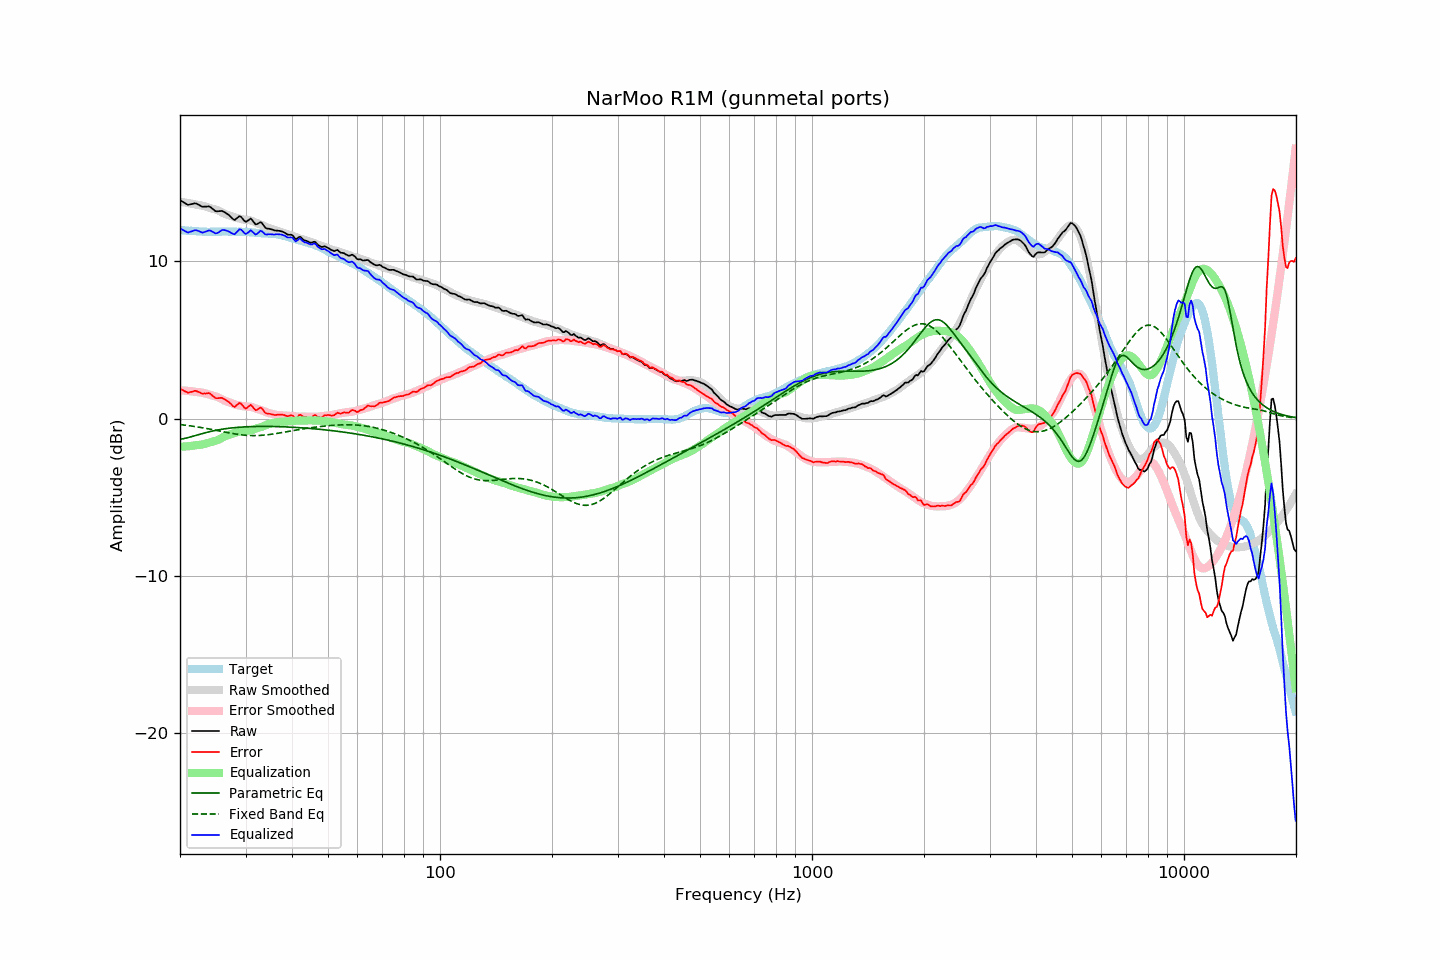 NarMoo R1M (gunmetal ports)
Amplitude (dBr)
10
0
−10
−20
Target
Raw Smoothed
Error Smoothed
Raw
Error
Equalization
Parametric Eq
Fixed Band Eq
Equalized
100
1000
10000
Frequency (Hz)